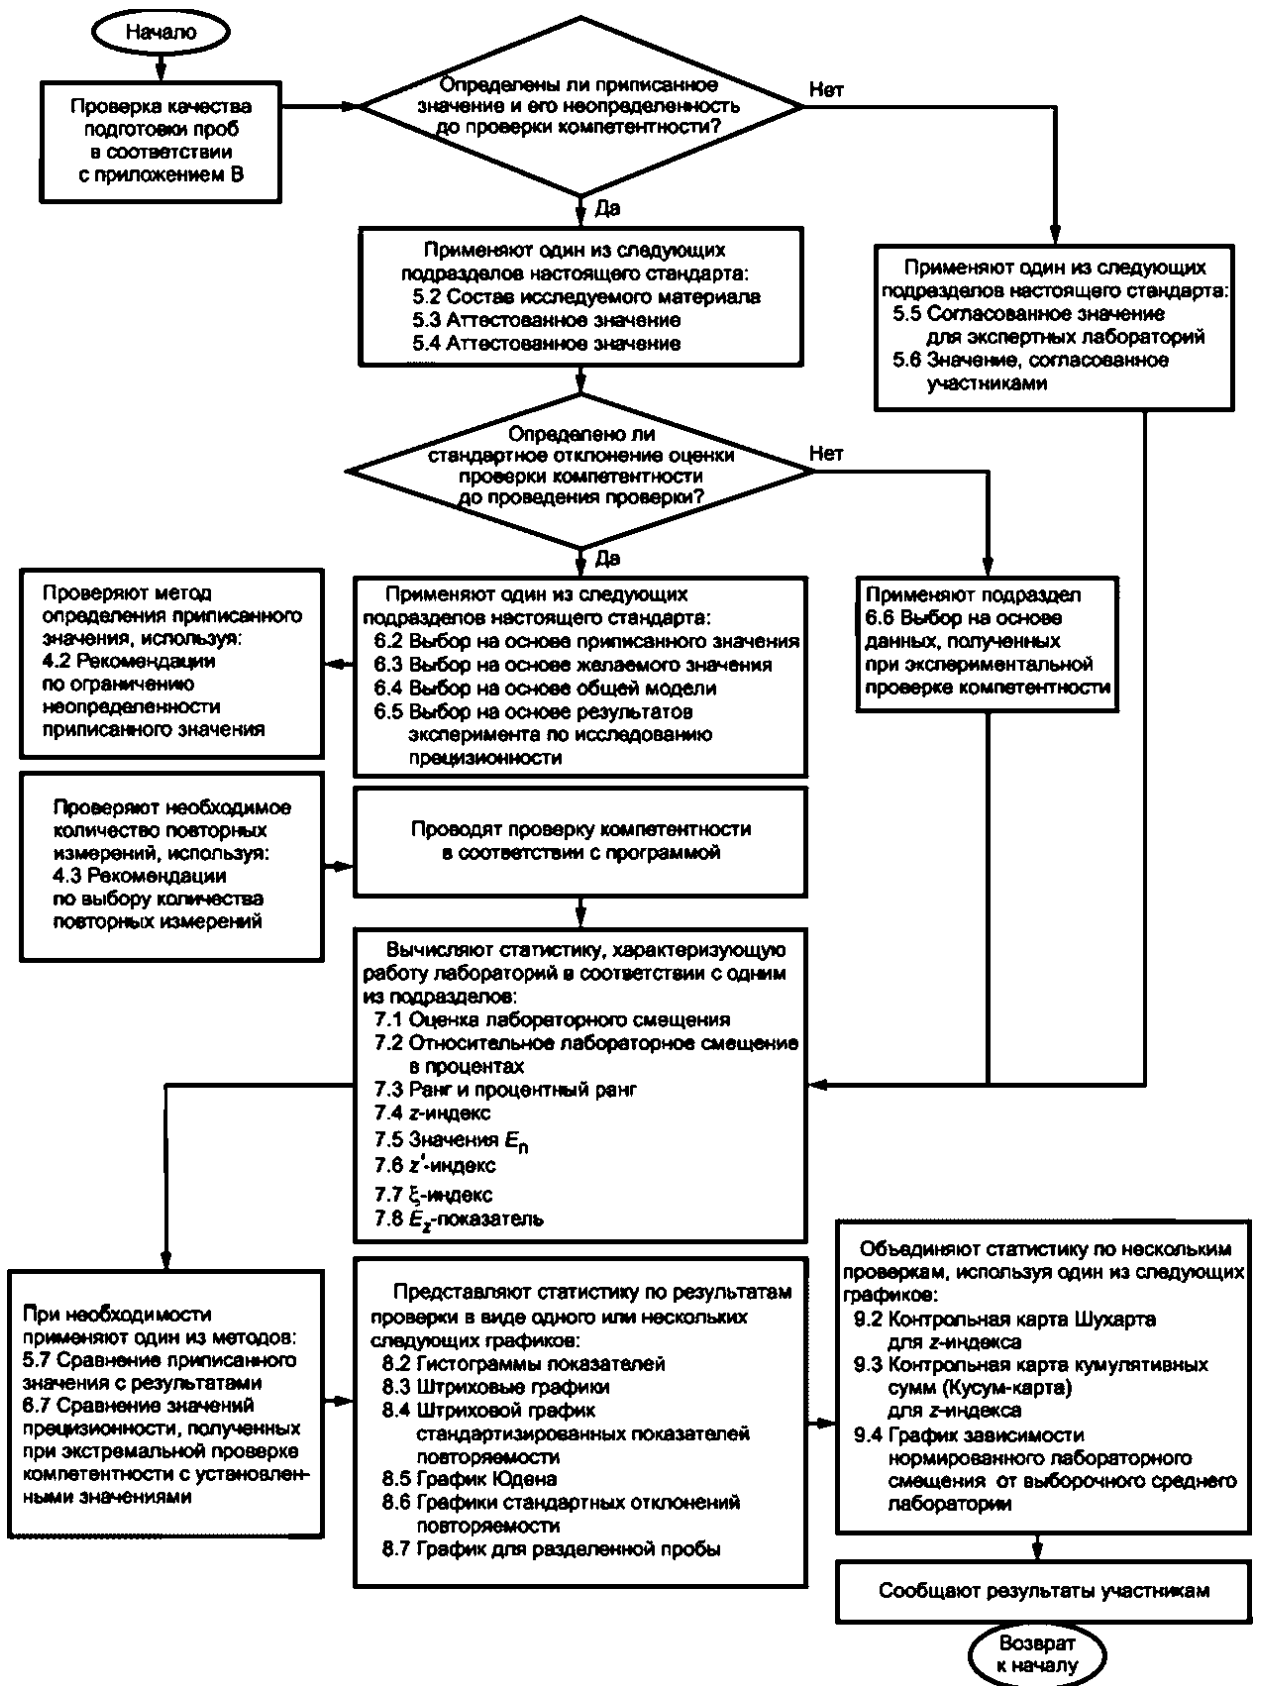 Начало
Проверка качества
подготовки проб
в соответствии
с приложением В
Определены ли приписанное
значение и его неопределенность
до проверки компетентности?
Нет
Да
Применяют один из следующих
подразделов настоящего стандарта:
5.2 Состав исследуемого материала
5.3 Аттестованное значение
5.4 Аттестованное значение
Применяют один из следующих
подразделов настоящего стандарта:
5.5 Согласованное значение
для экспертных лабораторий
5.6 Значение, согласованное
участниками
Определено ли
стандартное отклонение оценки
проверки компетентности
до проведения проверки?
Нет
Да
Проверяют метод
определения приписанного
значения, используя:
4.2 Рекомендации
по ограничению
неопределенности
приписанного значения
Применяют один из следующих
подразделов настоящего стандарта:
6.2 Выбор на основе приписанного значения
6.3 Выбор на основе желаемого значения
6.4 Выбор на основе общей модели
6.5 Выбор на основе результатов
эксперимента по исследованию
прецизионности
Применяют подраздел
6.6 Выбор на основе
данных, полученных
при экспериментальной
проверке компетентности
Проверяют необходимое
количество повторных
измерений, используя:
4.3 Рекомендации
по выбору количества
повторных измерений
Проводят проверку компетентности
в соответствии с программой
Вычисляют статистику, характеризующую
работу лабораторий в соответствии с одним
из подразделов:
7.1 Оценка лабораторного смещения
7.2 Относительное лабораторное смещение
в процентах
7.3 Ранг и процентный ранг
7.4 z-индекс
7.5 Значения Eₙ
7.6 z'-индекс
7.7 ξ-индекс
7.8 E_z-показатель
При необходимости
применяют один из методов:
5.7 Сравнение приписанного
значения с результатами
6.7 Сравнение значений
прецизионности, полученных
при экстремальной проверке
компетентности с установлен-
ными значениями
Представляют статистику по результатам
проверки в виде одного или нескольких
следующих графиков:
8.2 Гистограммы показателей
8.3 Штриховые графики
8.4 Штриховой график
стандартизированных показателей
повторяемости
8.5 График Юдена
8.6 Графики стандартных отклонений
повторяемости
8.7 График для разделенной пробы
Объединяют статистику по нескольким
проверкам, используя один из следующих
графиков:
9.2 Контрольная карта Шухарта
для z-индекса
9.3 Контрольная карта кумулятивных
сумм (Кусум-карта)
для z-индекса
9.4 График зависимости
нормированного лабораторного
смещения от выборочного среднего
лаборатории
Сообщают результаты участникам
Возврат
к началу